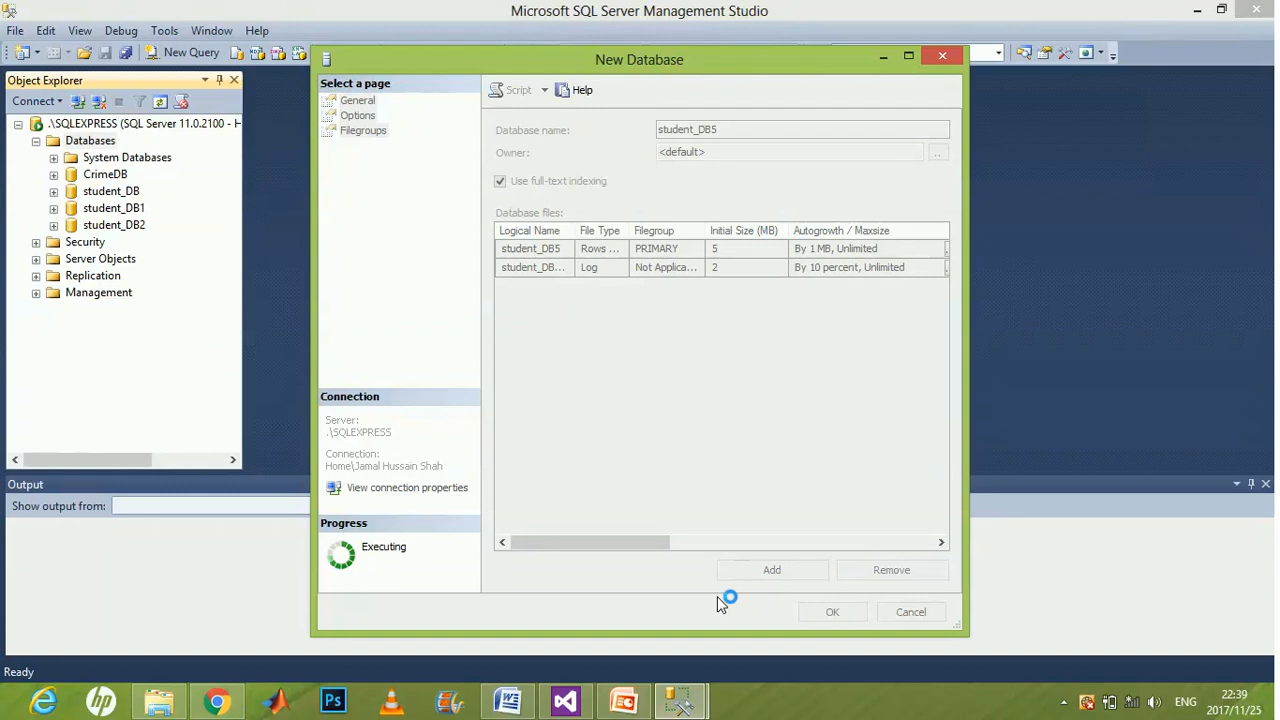 Microsoft SQL Server Management Studio
File Edit View Debug Tools Window Help
New Query
Object Explorer
Connect
.\SQLEXPRESS (SQL Server 11.0.2100 - H
Databases
System Databases
CrimeDB
student_DB
student_DB1
student_DB2
Security
Server Objects
Replication
Management
New Database
Select a page
General
Options
Filegroups
Script Help
Database name: student_DB5
Owner: <default> ..
Use full-text indexing
Database files:
Logical Name File Type Filegroup Initial Size (MB) Autogrowth / Maxsize
student_DB5 Rows ... PRIMARY 5 By 1 MB, Unlimited
student_DB... Log Not Applica... 2 By 10 percent, Unlimited
Connection
Server:
.\SQLEXPRESS
Connection:
Home\Jamal Hussain Shah
View connection properties
Progress
Executing
Add Remove
OK Cancel
Output
Show output from:
Ready
hp
Ps
ENG
22:39
2017/11/25